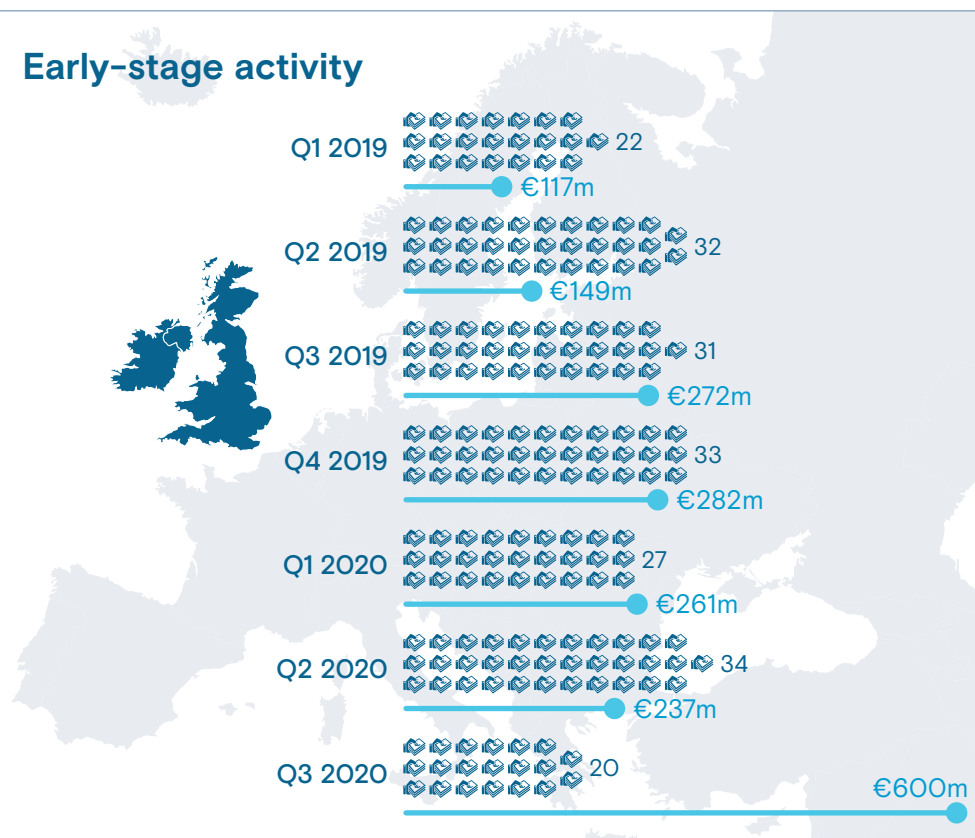 Early-stage activity
Q1 2019
22
€117m
Q2 2019
32
€149m
Q3 2019
31
€272m
Q4 2019
33
€282m
Q1 2020
27
€261m
Q2 2020
34
€237m
Q3 2020
20
€600m